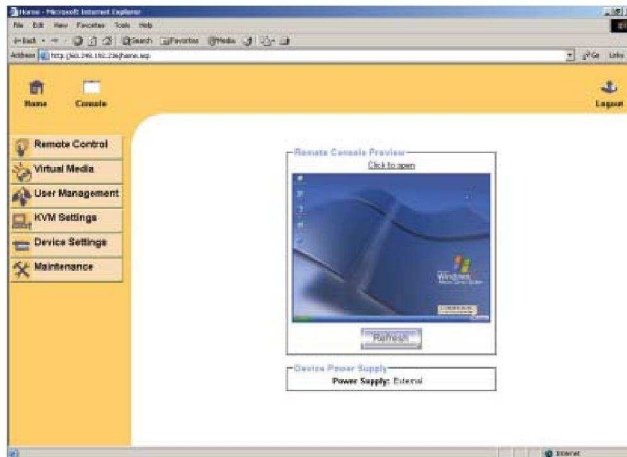 Home - Microsoft Internet Explorer
File Edit View Favorites Tools Help
Back Search Favorites Media
Address Go Links
Home Console Logout
Remote Control
Virtual Media
User Management
KVM Settings
Device Settings
Maintenance
Remote Console Preview
Click to open
Windows
Refresh
Device Power Supply
Power Supply: External
Internet